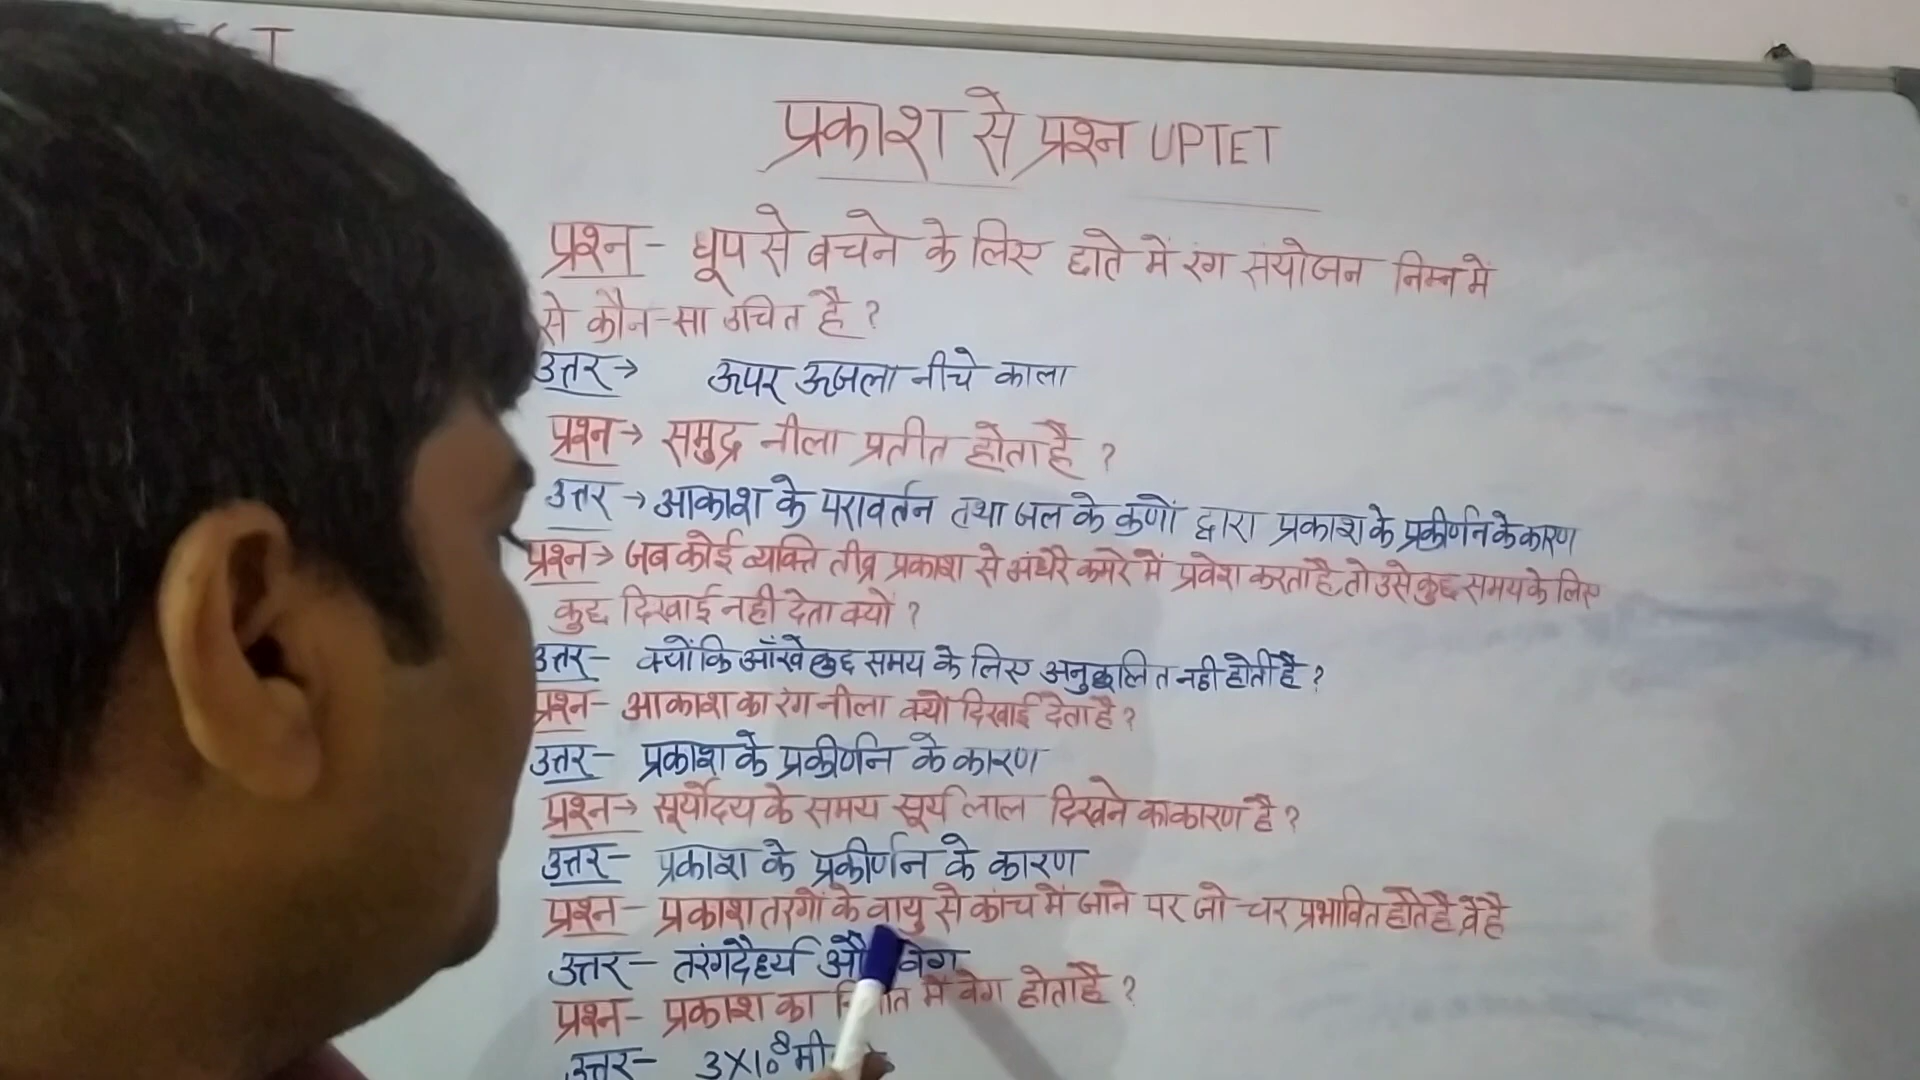 प्रकाश से प्रश्न UPTET
प्रश्न - धूप से बचने के लिए छाते में रंग संयोजन निम्न में
से कौन-सा उचित है ?
उत्तर → ऊपर ऊजला नीचे काला
प्रश्न → समुद्र नीला प्रतीत होता है ?
उत्तर → आकाश के परावर्तन तथा जल के कणों द्वारा प्रकाश के प्रकीर्णन के कारण
प्रश्न → जब कोई व्यक्ति तीव्र प्रकाश से अंधेरे कमरे में प्रवेश करता है, तो उसे कुछ समय के लिए
कुछ दिखाई नही देता क्यों ?
उत्तर - क्योंकि आँखें कुछ समय के लिए अनुकूलित नही होती है ?
प्रश्न - आकाश का रंग नीला क्यों दिखाई देता है ?
उत्तर - प्रकाश के प्रकीर्णन के कारण
प्रश्न → सूर्योदय के समय सूर्य लाल दिखने का कारण है ?
उत्तर - प्रकाश के प्रकीर्णन के कारण
प्रश्न - प्रकाश तरंगों के वायु से कांच में जाने पर जो चर प्रभावित होते है, वे है
उत्तर - तरंगदैर्ध्य वेग
प्रश्न - प्रकाश का में वेग होता है ?
उत्तर - 3×10⁸ मी